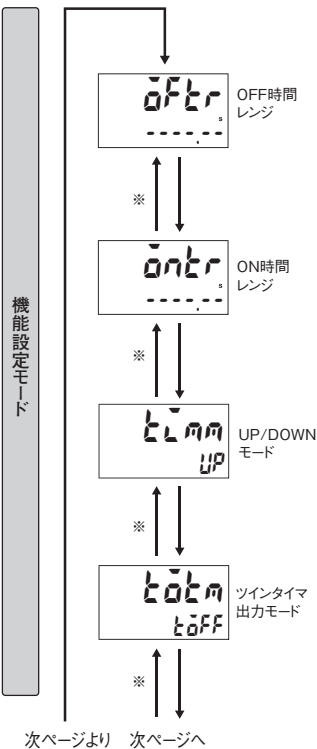 機能設定モード
oFtr
OFF時間
レンジ
s
----.--
※
ontr
ON時間
レンジ
s
----.--
※
timm
UP/DOWN
モード
UP
※
totm
ツインタイマ
出力モード
toFF
※
次ページより 次ページへ